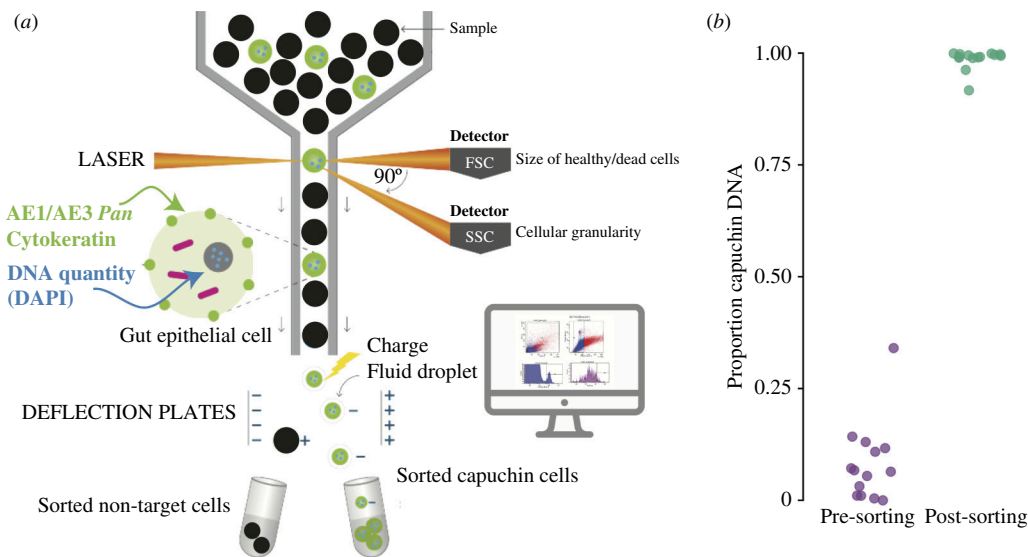 (a)
Sample
LASER
Detector
FSC
Size of healthy/dead cells
90º
Detector
SSC
Cellular granularity
AE1/AE3 Pan
Cytokeratin
DNA quantity
(DAPI)
Gut epithelial cell
Charge
Fluid droplet
DEFLECTION PLATES
Sorted capuchin cells
Sorted non-target cells
(b)
Proportion capuchin DNA
1.00
0.75
0.50
0.25
0
Pre-sorting
Post-sorting